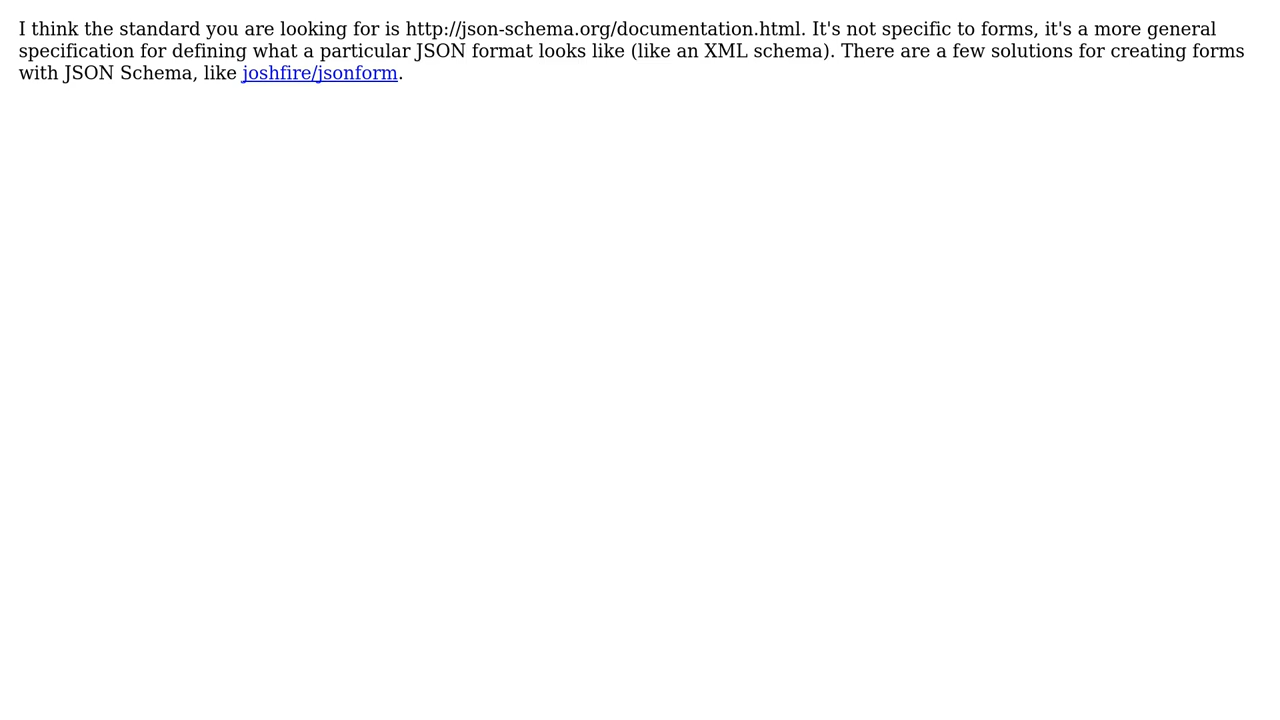 I think the standard you are looking for is http://json-schema.org/documentation.html. It's not specific to forms, it's a more general
specification for defining what a particular JSON format looks like (like an XML schema). There are a few solutions for creating forms
with JSON Schema, like joshfire/jsonform.